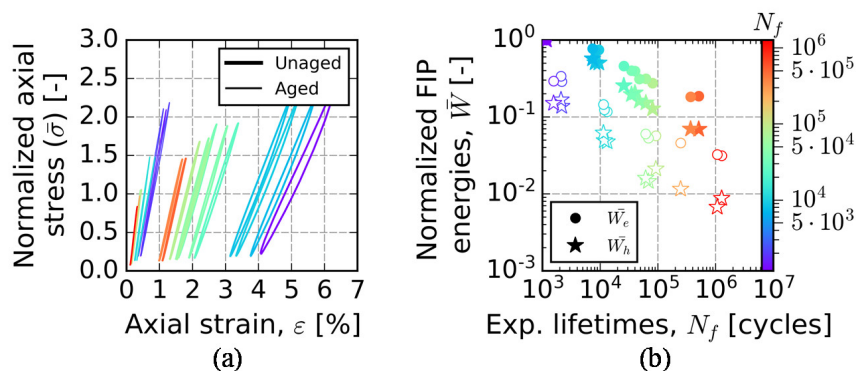 Normalized axial
stress (σ̄) [-]
3.0
2.5
2.0
1.5
1.0
0.5
0.0
Unaged
Aged
0 1 2 3 4 5 6 7
Axial strain, ε [%]
(a)
Normalized FIP
energies, W̄ [-]
10⁰
10⁻¹
10⁻²
10⁻³
W̄ₑ
W̄ₕ
10³ 10⁴ 10⁵ 10⁶ 10⁷
Exp. lifetimes, N_f [cycles]
(b)
N_f
10⁶
5·10⁵
10⁵
5·10⁴
10⁴
5·10³